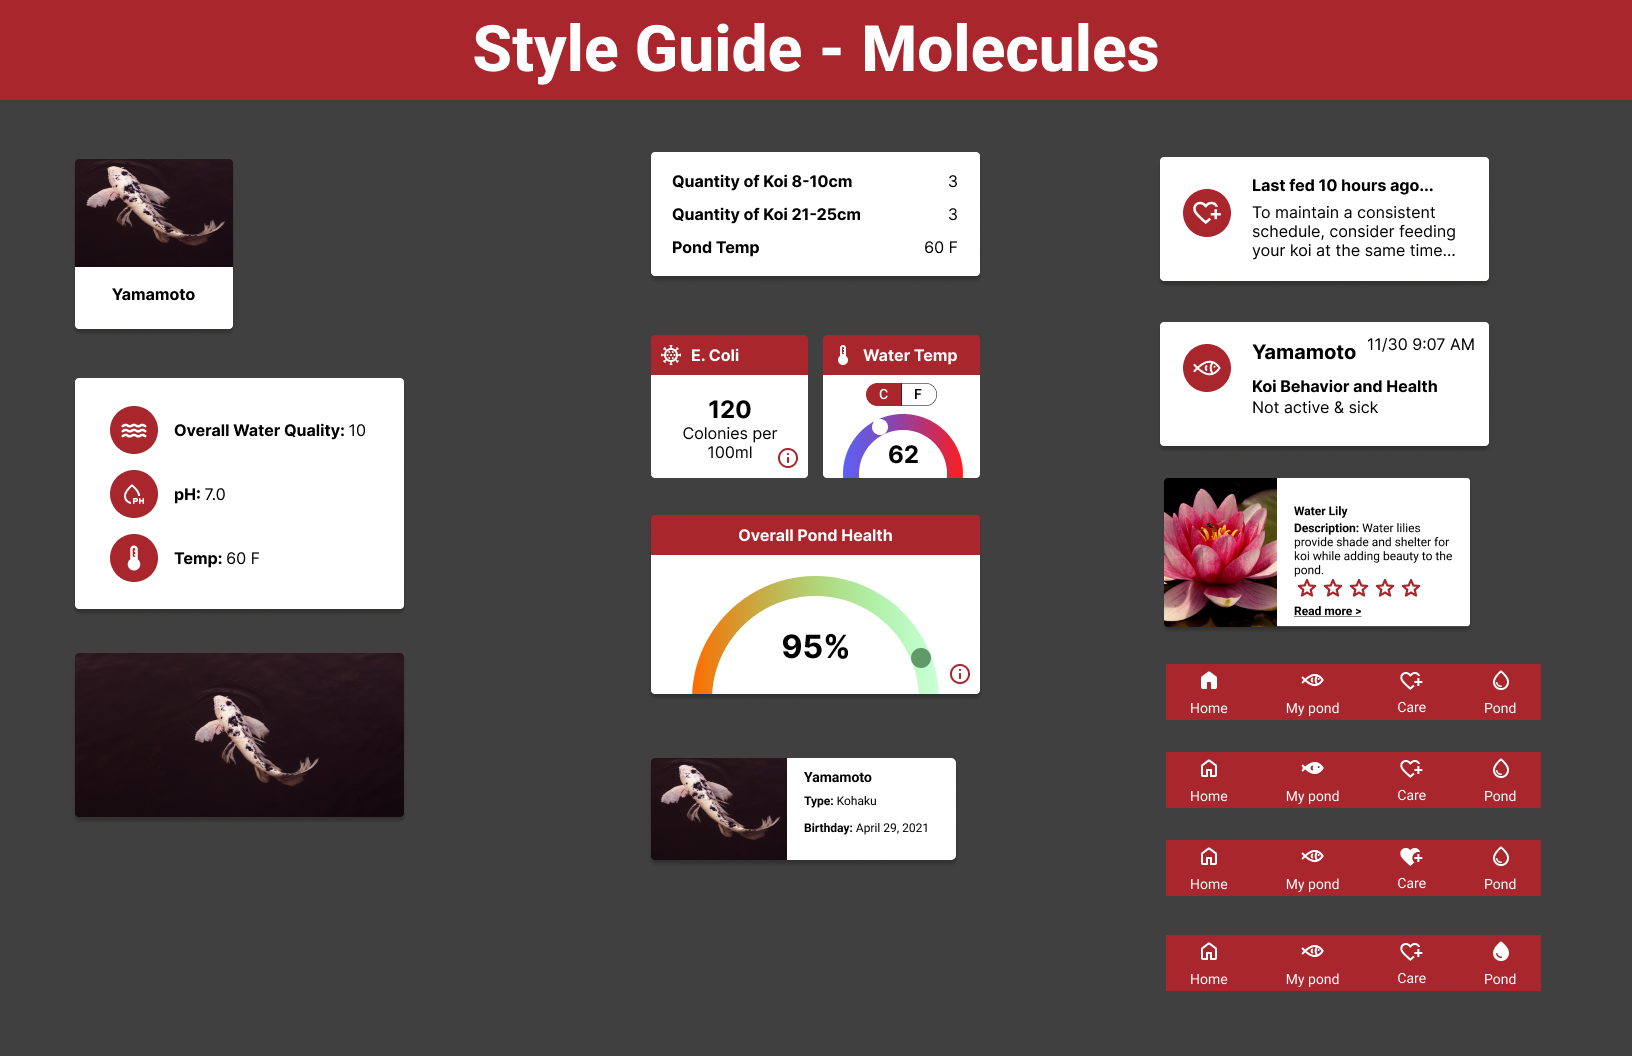 Style Guide - Molecules
Yamamoto
Overall Water Quality: 10
PH
pH: 7.0
Temp: 60 F
Quantity of Koi 8-10cm 3
Quantity of Koi 21-25cm 3
Pond Temp 60 F
E. Coli
120
Colonies per
100ml
Water Temp
C F
62
Overall Pond Health
95%
Yamamoto
Type: Kohaku
Birthday: April 29, 2021
Last fed 10 hours ago...
To maintain a consistent
schedule, consider feeding
your koi at the same time...
Yamamoto 11/30 9:07 AM
Koi Behavior and Health
Not active & sick
Water Lily
Description: Water lilies
provide shade and shelter for
koi while adding beauty to the
pond.
Read more >
Home My pond Care Pond
Home My pond Care Pond
Home My pond Care Pond
Home My pond Care Pond